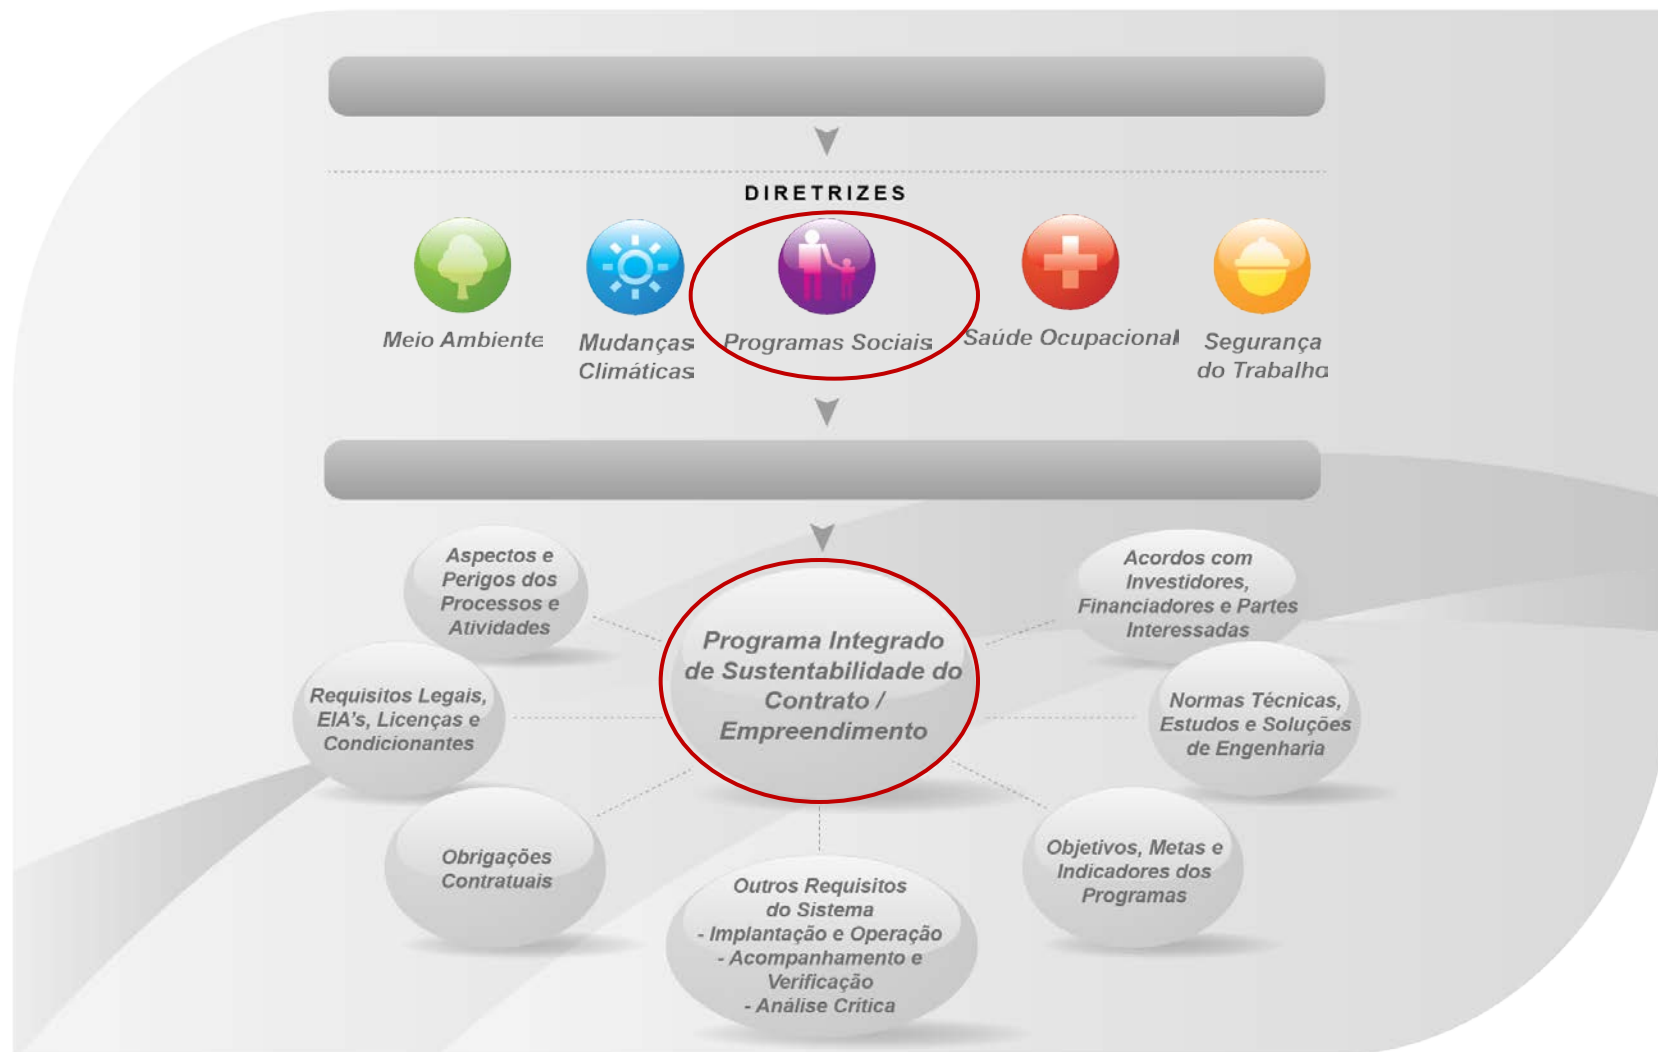 DIRETRIZES
Meio Ambiente
Mudanças
Climáticas
Programas Sociais
Saúde Ocupacional
Segurança
do Trabalho
Aspectos e
Perigos dos
Processos e
Atividades
Acordos com
Investidores,
Financiadores e Partes
Interessadas
Programa Integrado
de Sustentabilidade do
Contrato /
Empreendimento
Requisitos Legais,
EIA's, Licenças e
Condicionantes
Normas Técnicas,
Estudos e Soluções
de Engenharia
Obrigações
Contratuais
Outros Requisitos
do Sistema
- Implantação e Operação
- Acompanhamento e
Verificação
- Análise Crítica
Objetivos, Metas e
Indicadores dos
Programas